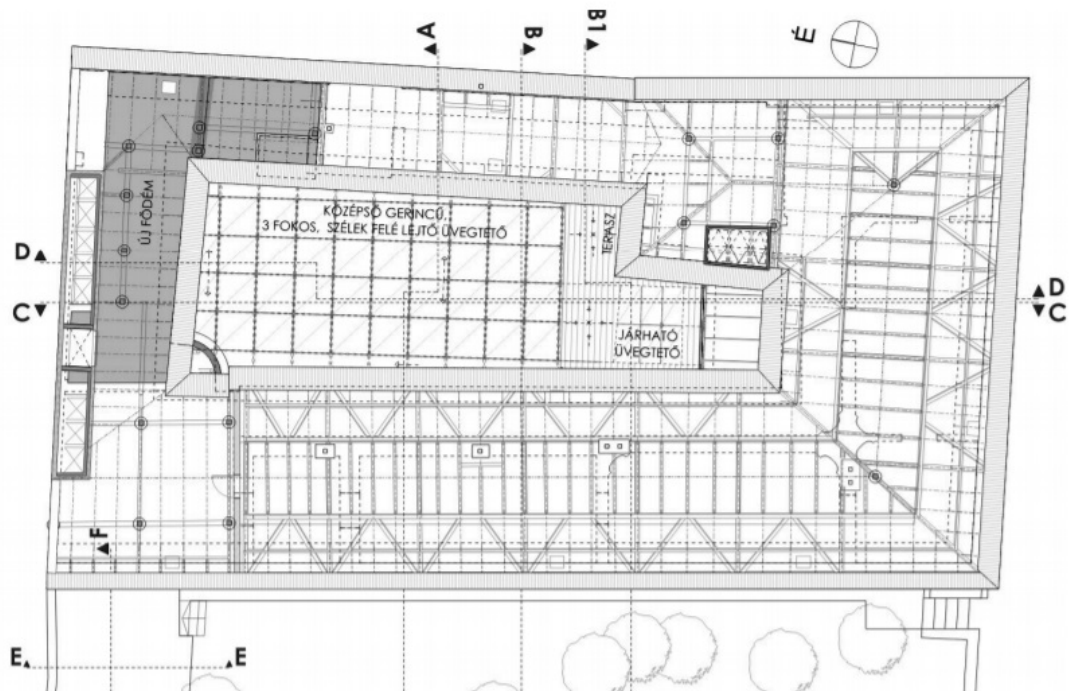 A
B
B1
É
ÚJ FÖDÉM
KÖZÉPSŐ GERINCŰ,
3 FOKOS, SZÉLEK FELÉ LEJTŐ ÜVEGTETŐ
TERASZ
D
D
C
C
JÁRHATÓ
ÜVEGTETŐ
F
E
E